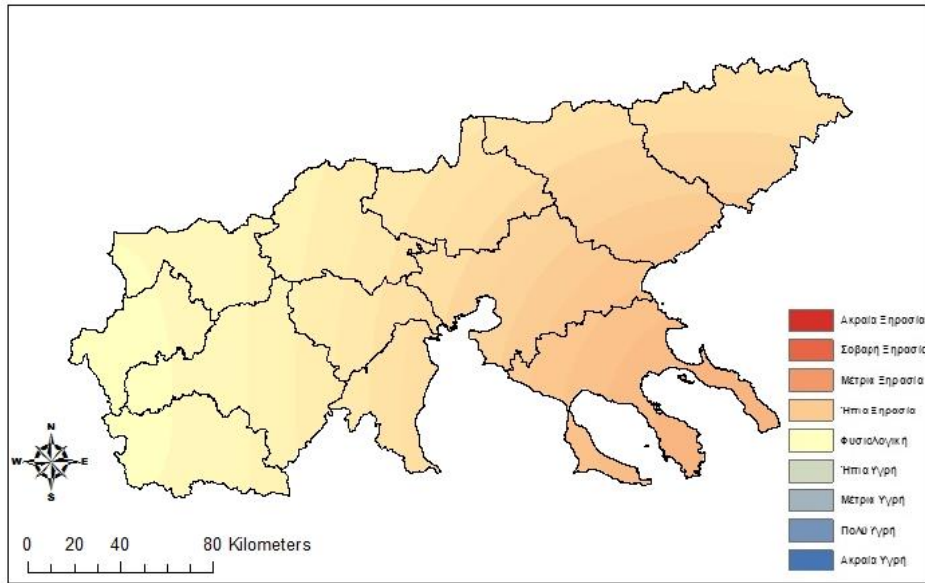 Ακραία Ξηρασία
Σοβαρή Ξηρασία
Μέτρια Ξηρασία
Ήπια Ξηρασία
Φυσιολογική
Ήπια Υγρή
Μέτρια Υγρή
Πολύ Υγρή
Ακραία Υγρή
N
W E
S
0 20 40 80 Kilometers